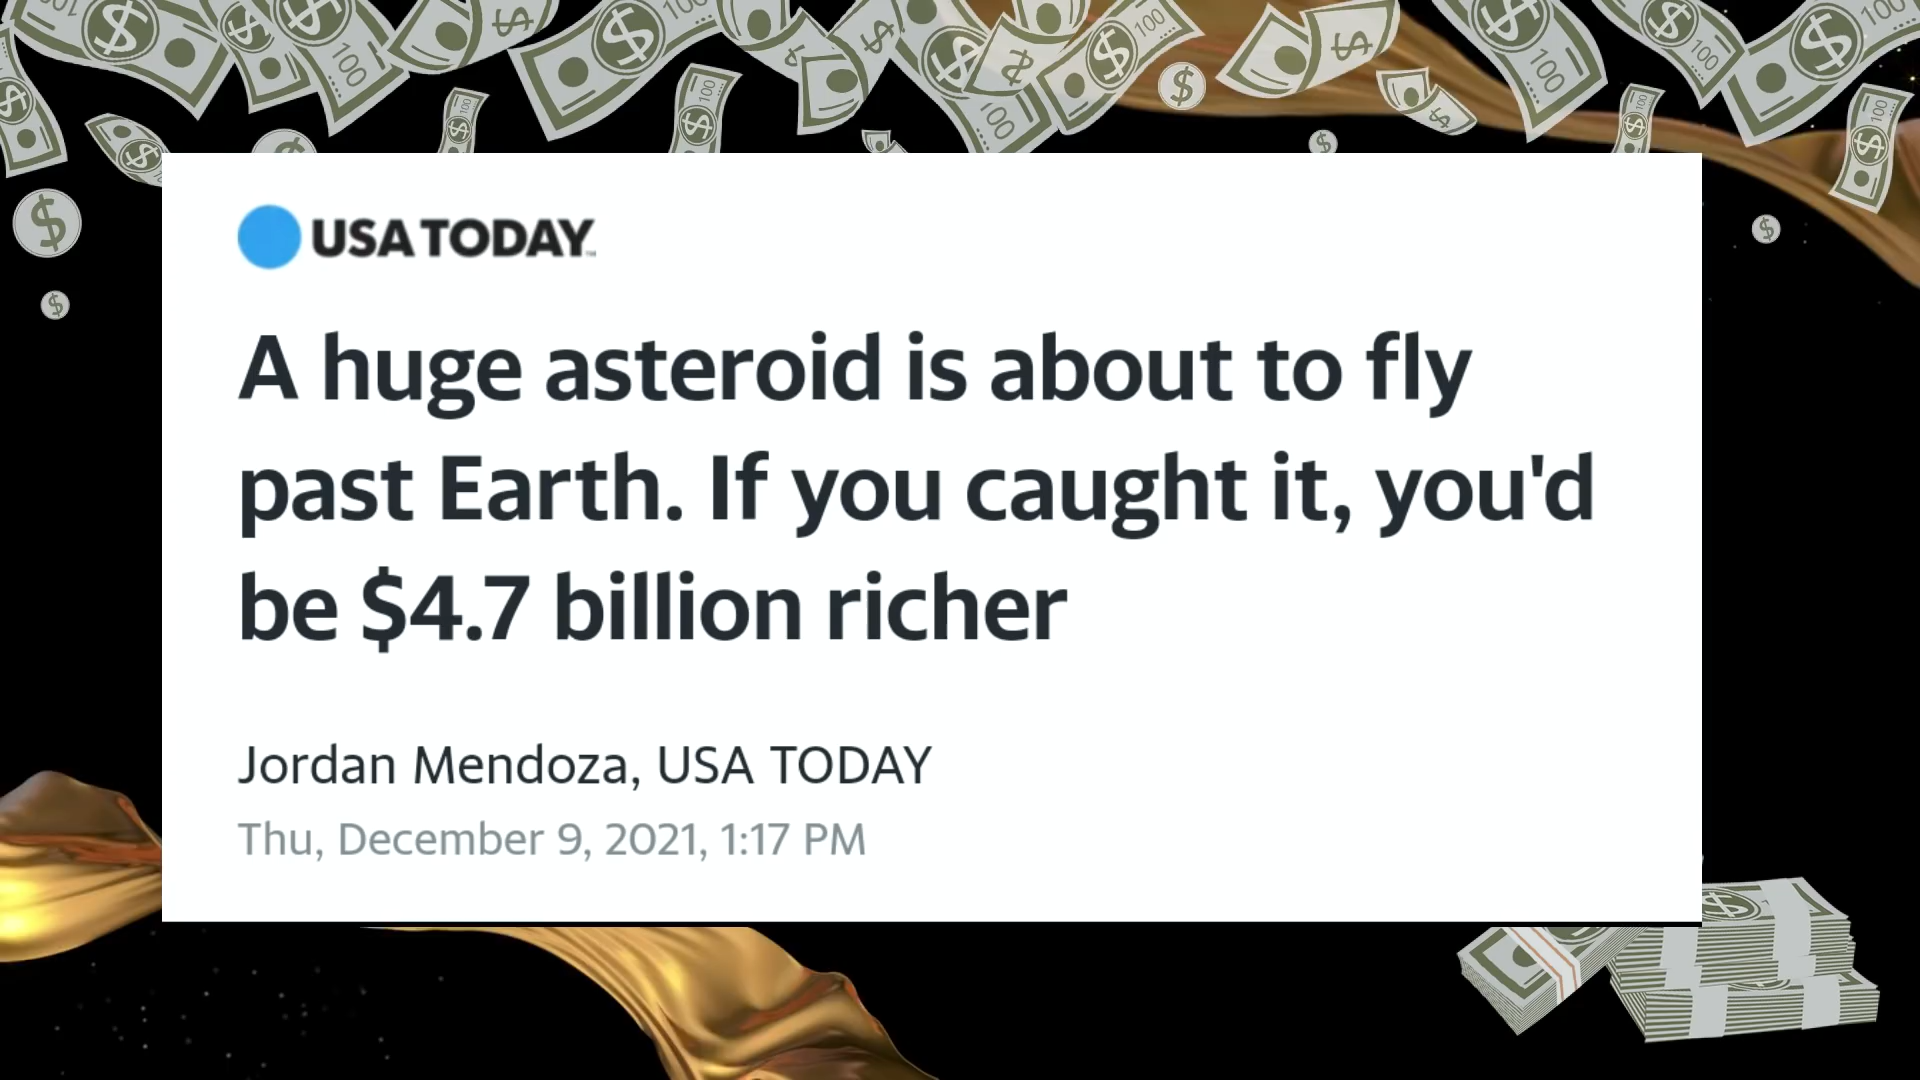 USA TODAY
A huge asteroid is about to fly
past Earth. If you caught it, you'd
be $4.7 billion richer
Jordan Mendoza, USA TODAY
Thu, December 9, 2021, 1:17 PM